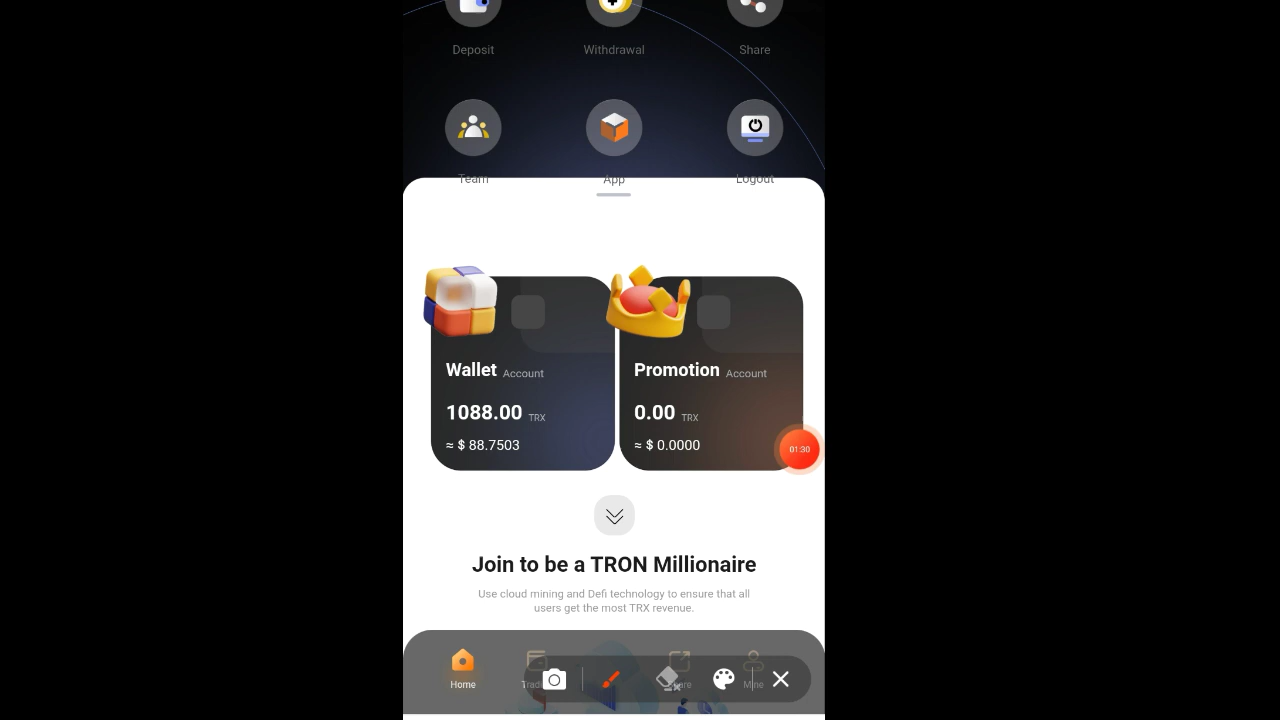 Deposit Withdrawal Share
Team App Logout
Wallet Account
1088.00 TRX
≈ $ 88.7503
Promotion Account
0.00 TRX
≈ $ 0.0000
01:30
Join to be a TRON Millionaire
Use cloud mining and Defi technology to ensure that all
users get the most TRX revenue.
Home Mine